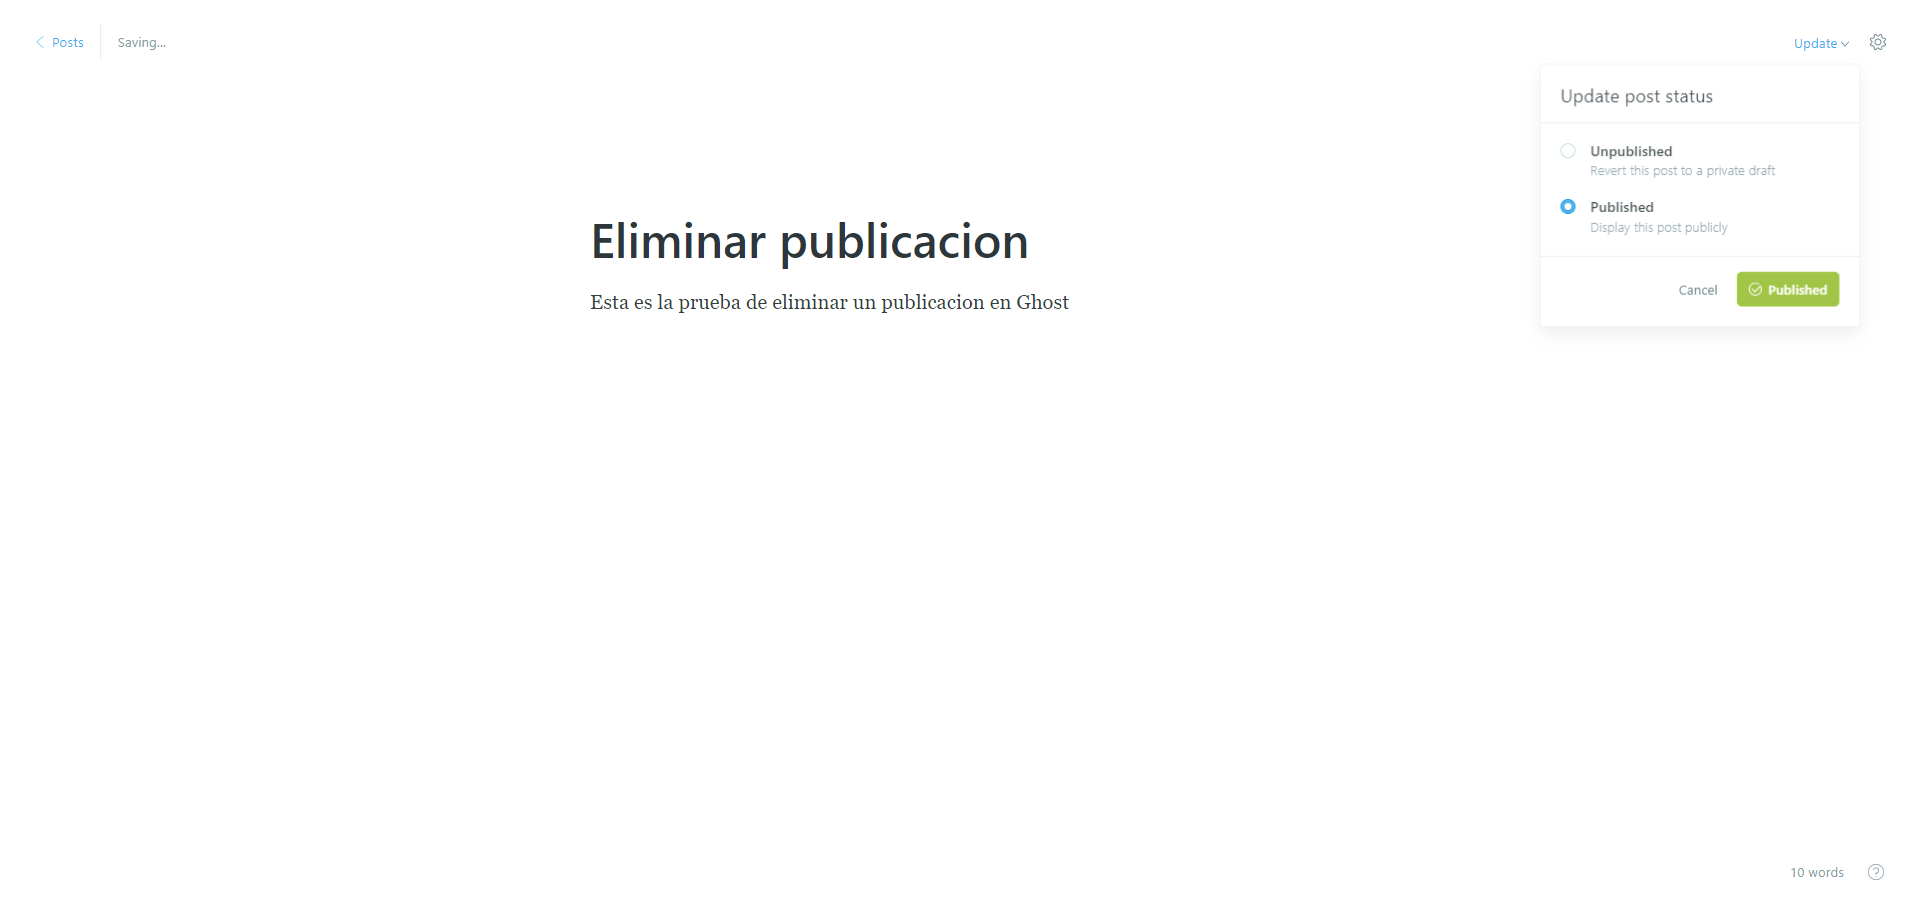 Posts
Saving...
Update
Update post status
Unpublished
Revert this post to a private draft
Published
Display this post publicly
Cancel
Published
Eliminar publicacion
Esta es la prueba de eliminar un publicacion en Ghost
10 words
?